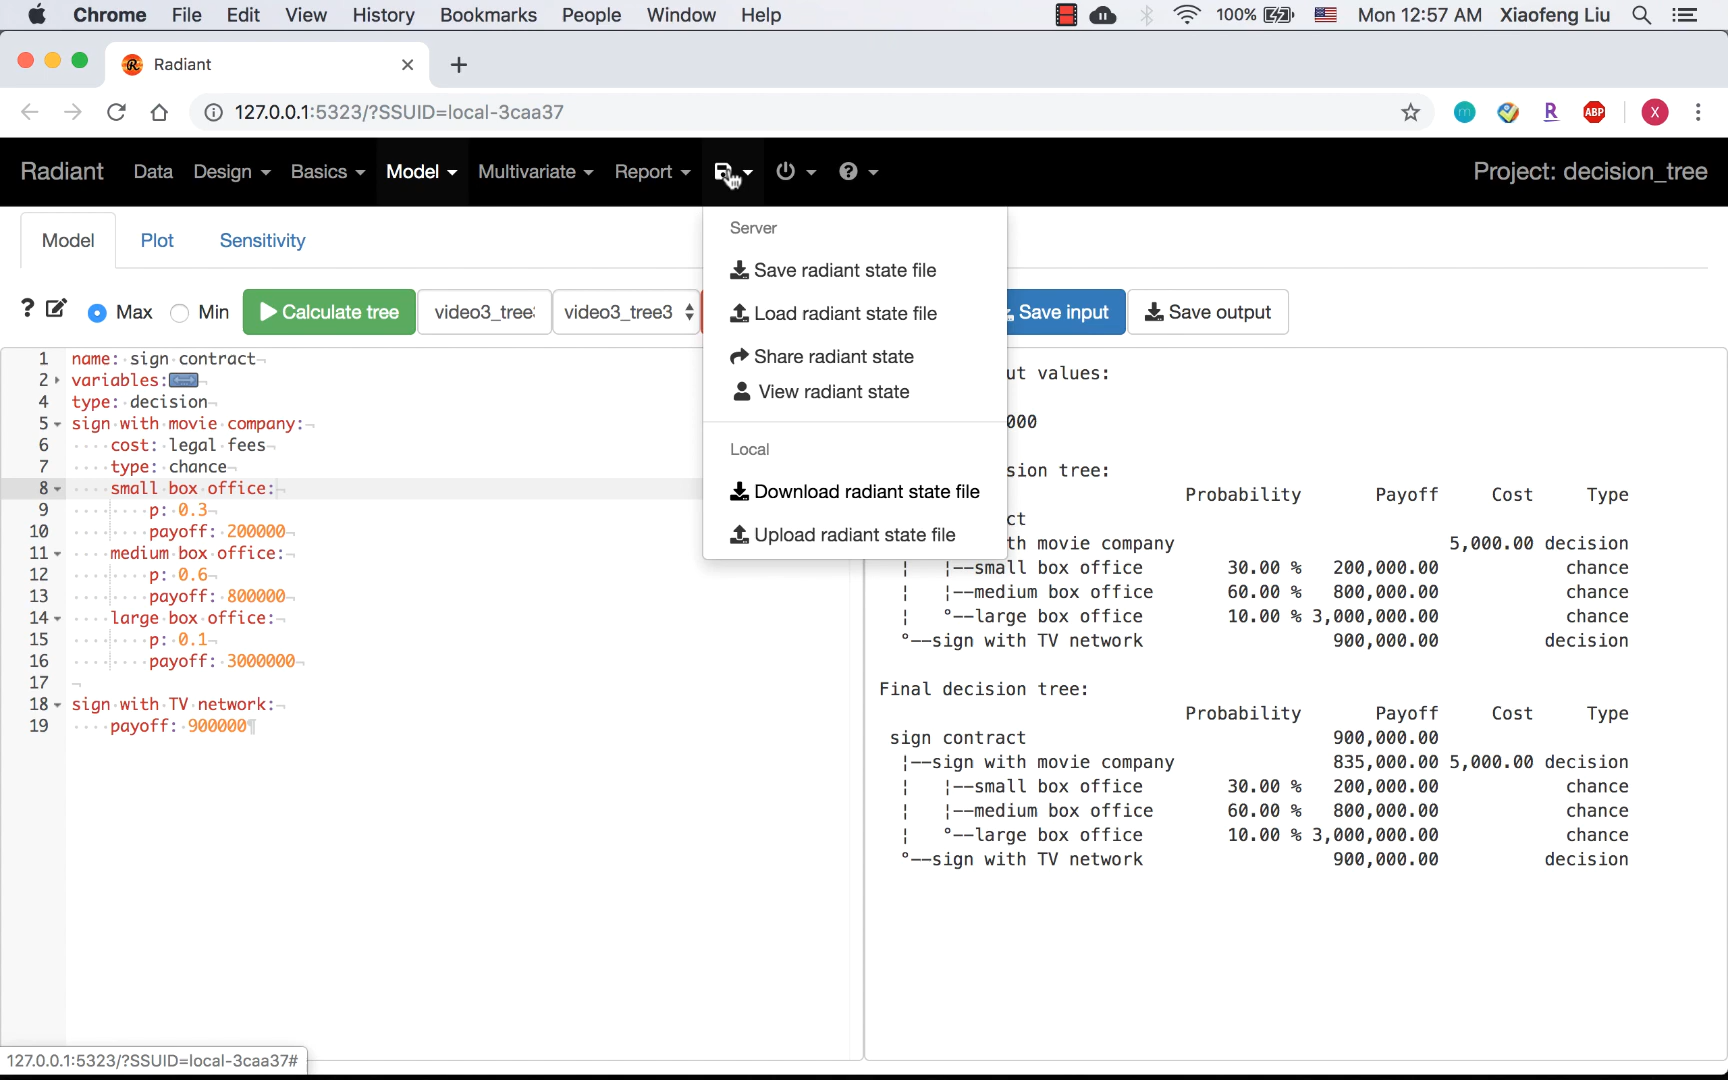 Chrome File Edit View History Bookmarks People Window Help 100% Mon 12:57 AM Xiaofeng Liu
Radiant
127.0.0.1:5323/?SSUID=local-3caa37
m R ABP X
Radiant Data Design Basics Model Multivariate Report Project: decision_tree
Model Plot Sensitivity
? Max Min Calculate tree video3_tree video3_tree3 Save input Save output
Server
Save radiant state file
Load radiant state file
Share radiant state
View radiant state
Local
Download radiant state file
Upload radiant state file
1 name: sign contract
2 variables:
4 type: decision
5 sign with movie company:
6 cost: legal fees
7 type: chance
8 small box office:
9 p: 0.3
10 payoff: 200000
11 medium box office:
12 p: 0.6
13 payoff: 800000
14 large box office:
15 p: 0.1
16 payoff: 3000000
17
18 sign with TV network:
19 payoff: 900000
ut values:
000
sion tree:
Probability Payoff Cost Type
ct
th movie company 5,000.00 decision
¦ ¦--small box office 30.00 % 200,000.00 chance
¦ ¦--medium box office 60.00 % 800,000.00 chance
¦ °--large box office 10.00 % 3,000,000.00 chance
°--sign with TV network 900,000.00 decision
Final decision tree:
Probability Payoff Cost Type
sign contract 900,000.00
¦--sign with movie company 835,000.00 5,000.00 decision
¦ ¦--small box office 30.00 % 200,000.00 chance
¦ ¦--medium box office 60.00 % 800,000.00 chance
¦ °--large box office 10.00 % 3,000,000.00 chance
°--sign with TV network 900,000.00 decision
127.0.0.1:5323/?SSUID=local-3caa37#